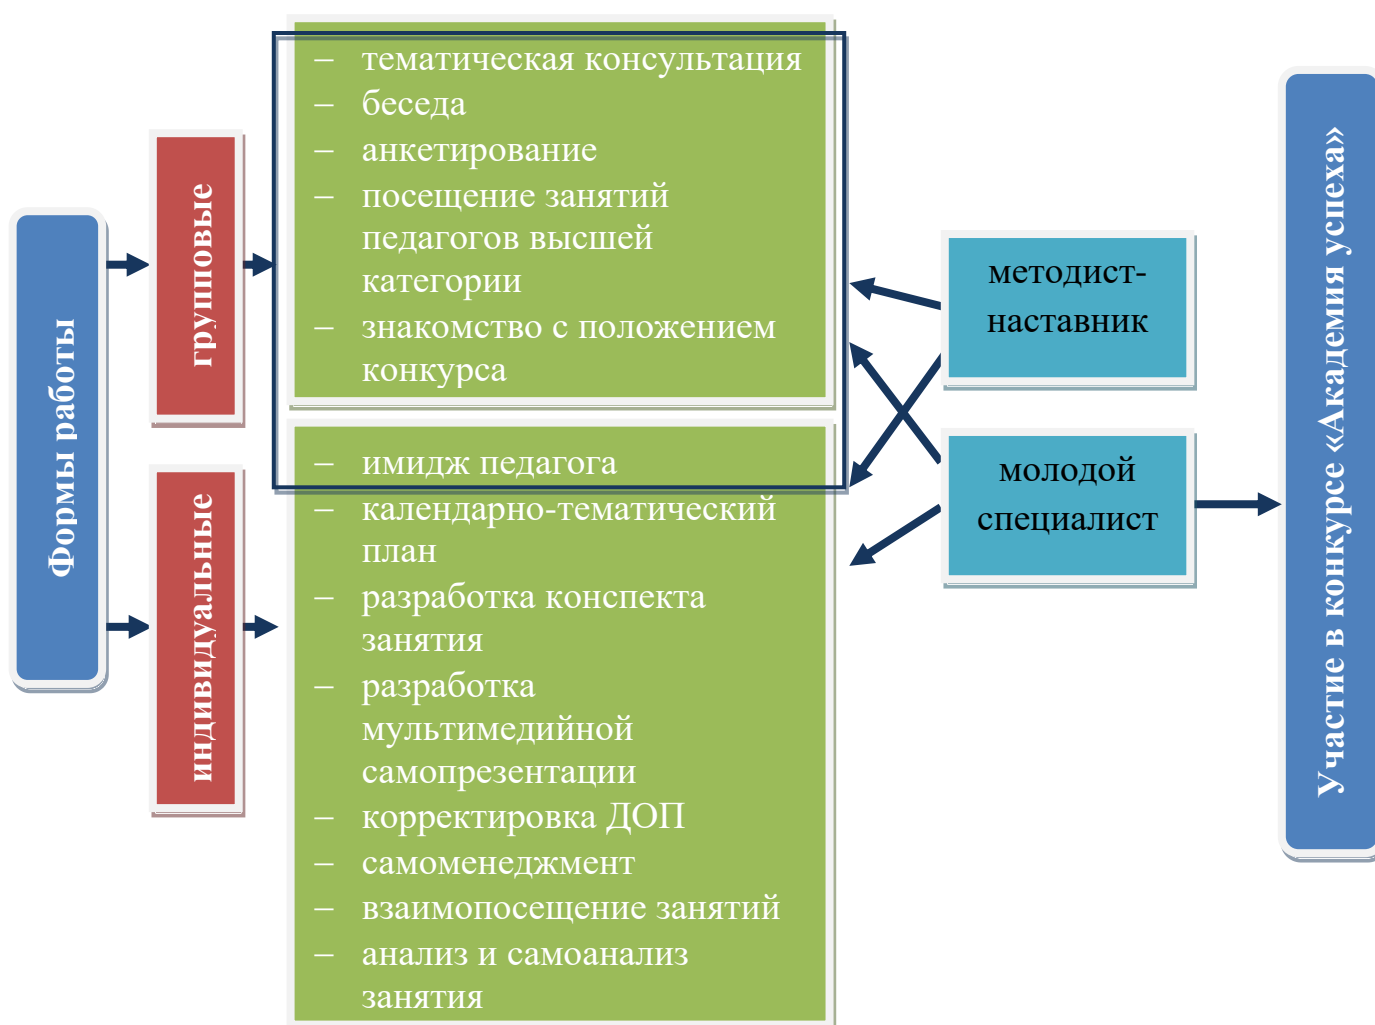 Формы работы
групповые
– тематическая консультация
– беседа
– анкетирование
– посещение занятий
педагогов высшей
категории
– знакомство с положением
конкурса
индивидуальные
– имидж педагога
– календарно-тематический
план
– разработка конспекта
занятия
– разработка
мультимедийной
самопрезентации
– корректировка ДОП
– самоменеджмент
– взаимопосещение занятий
– анализ и самоанализ
занятия
методист-
наставник
молодой
специалист
Участие в конкурсе «Академия успеха»